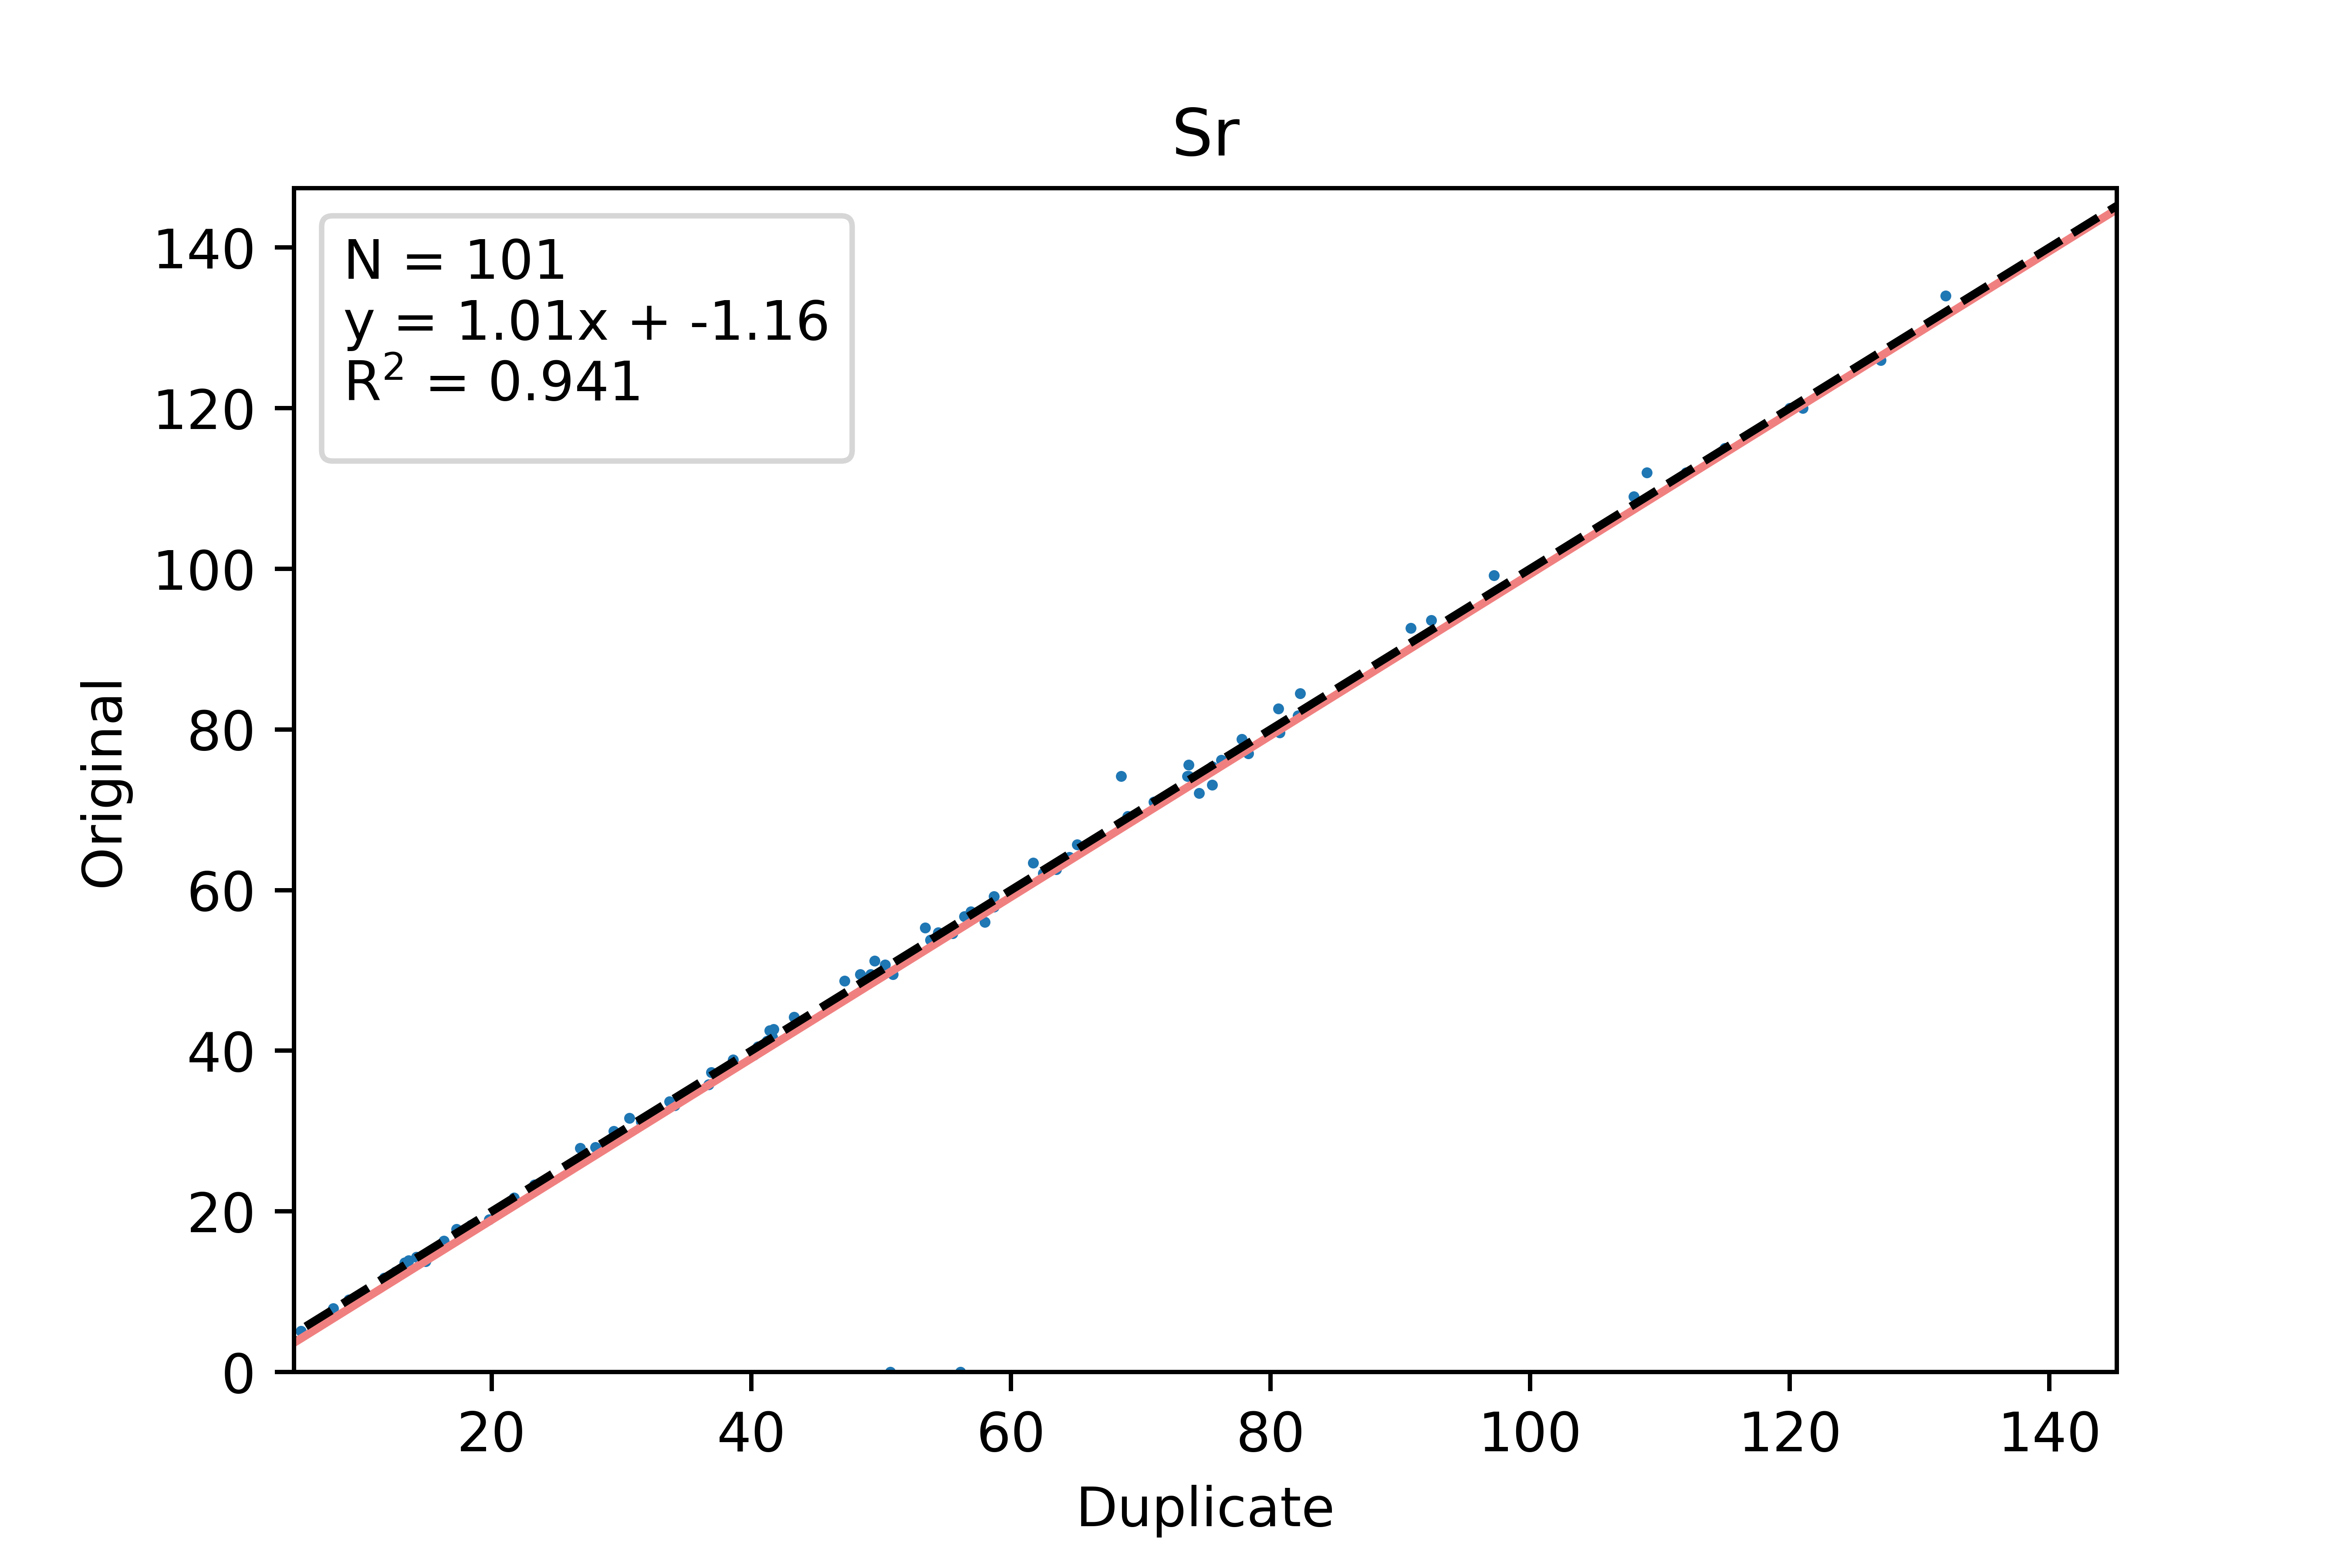 Sr
N = 101
y = 1.01x + -1.16
R² = 0.941
140
120
100
80
60
40
20
0
Original
20 40 60 80 100 120 140
Duplicate